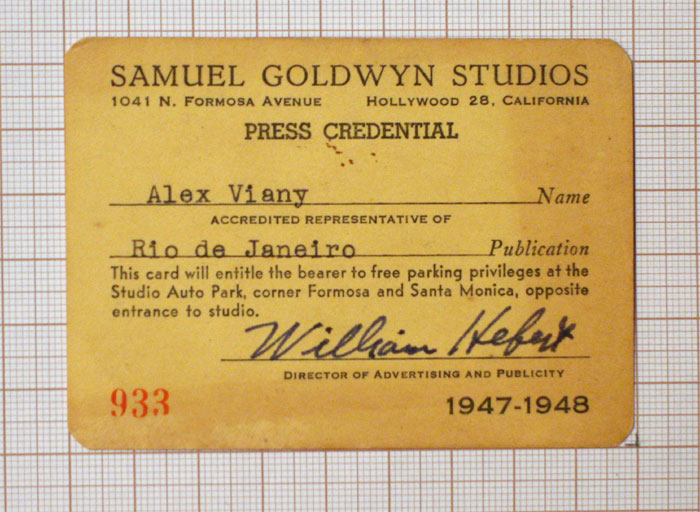 SAMUEL GOLDWYN STUDIOS
1041 N. FORMOSA AVENUE HOLLYWOOD 28, CALIFORNIA
PRESS CREDENTIAL
Alex Viany Name
ACCREDITED REPRESENTATIVE OF
Rio de Janeiro Publication
This card will entitle the bearer to free parking privileges at the
Studio Auto Park, corner Formosa and Santa Monica, opposite
entrance to studio.
William Hebert
DIRECTOR OF ADVERTISING AND PUBLICITY
933 1947-1948